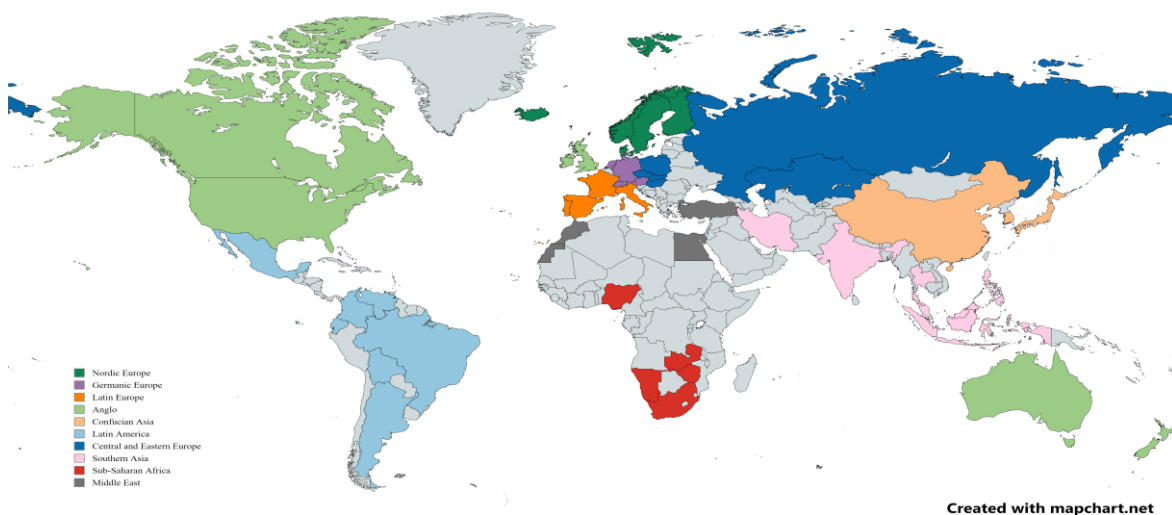 Nordic Europe
Germanic Europe
Latin Europe
Anglo
Confucian Asia
Latin America
Central and Eastern Europe
Southern Asia
Sub-Saharan Africa
Middle East
Created with mapchart.net